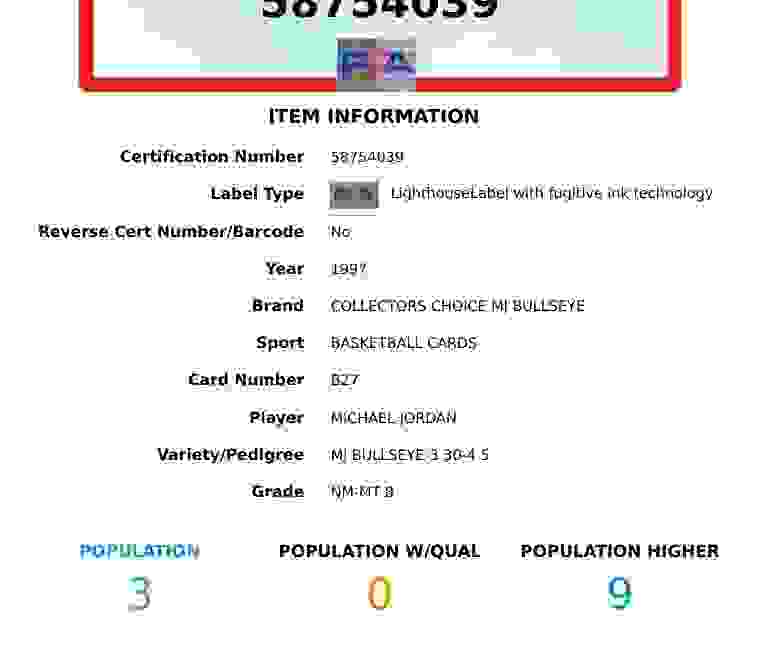 58754039
ITEM INFORMATION
Certification Number 58754039
Label Type LighthouseLabel with fugitive ink technology
Reverse Cert Number/Barcode No
Year 1997
Brand COLLECTORS CHOICE MJ BULLSEYE
Sport BASKETBALL CARDS
Card Number B27
Player MICHAEL JORDAN
Variety/Pedigree MJ BULLSEYE 3 30-4 5
Grade NM-MT 8
POPULATION POPULATION W/QUAL POPULATION HIGHER
3 0 9